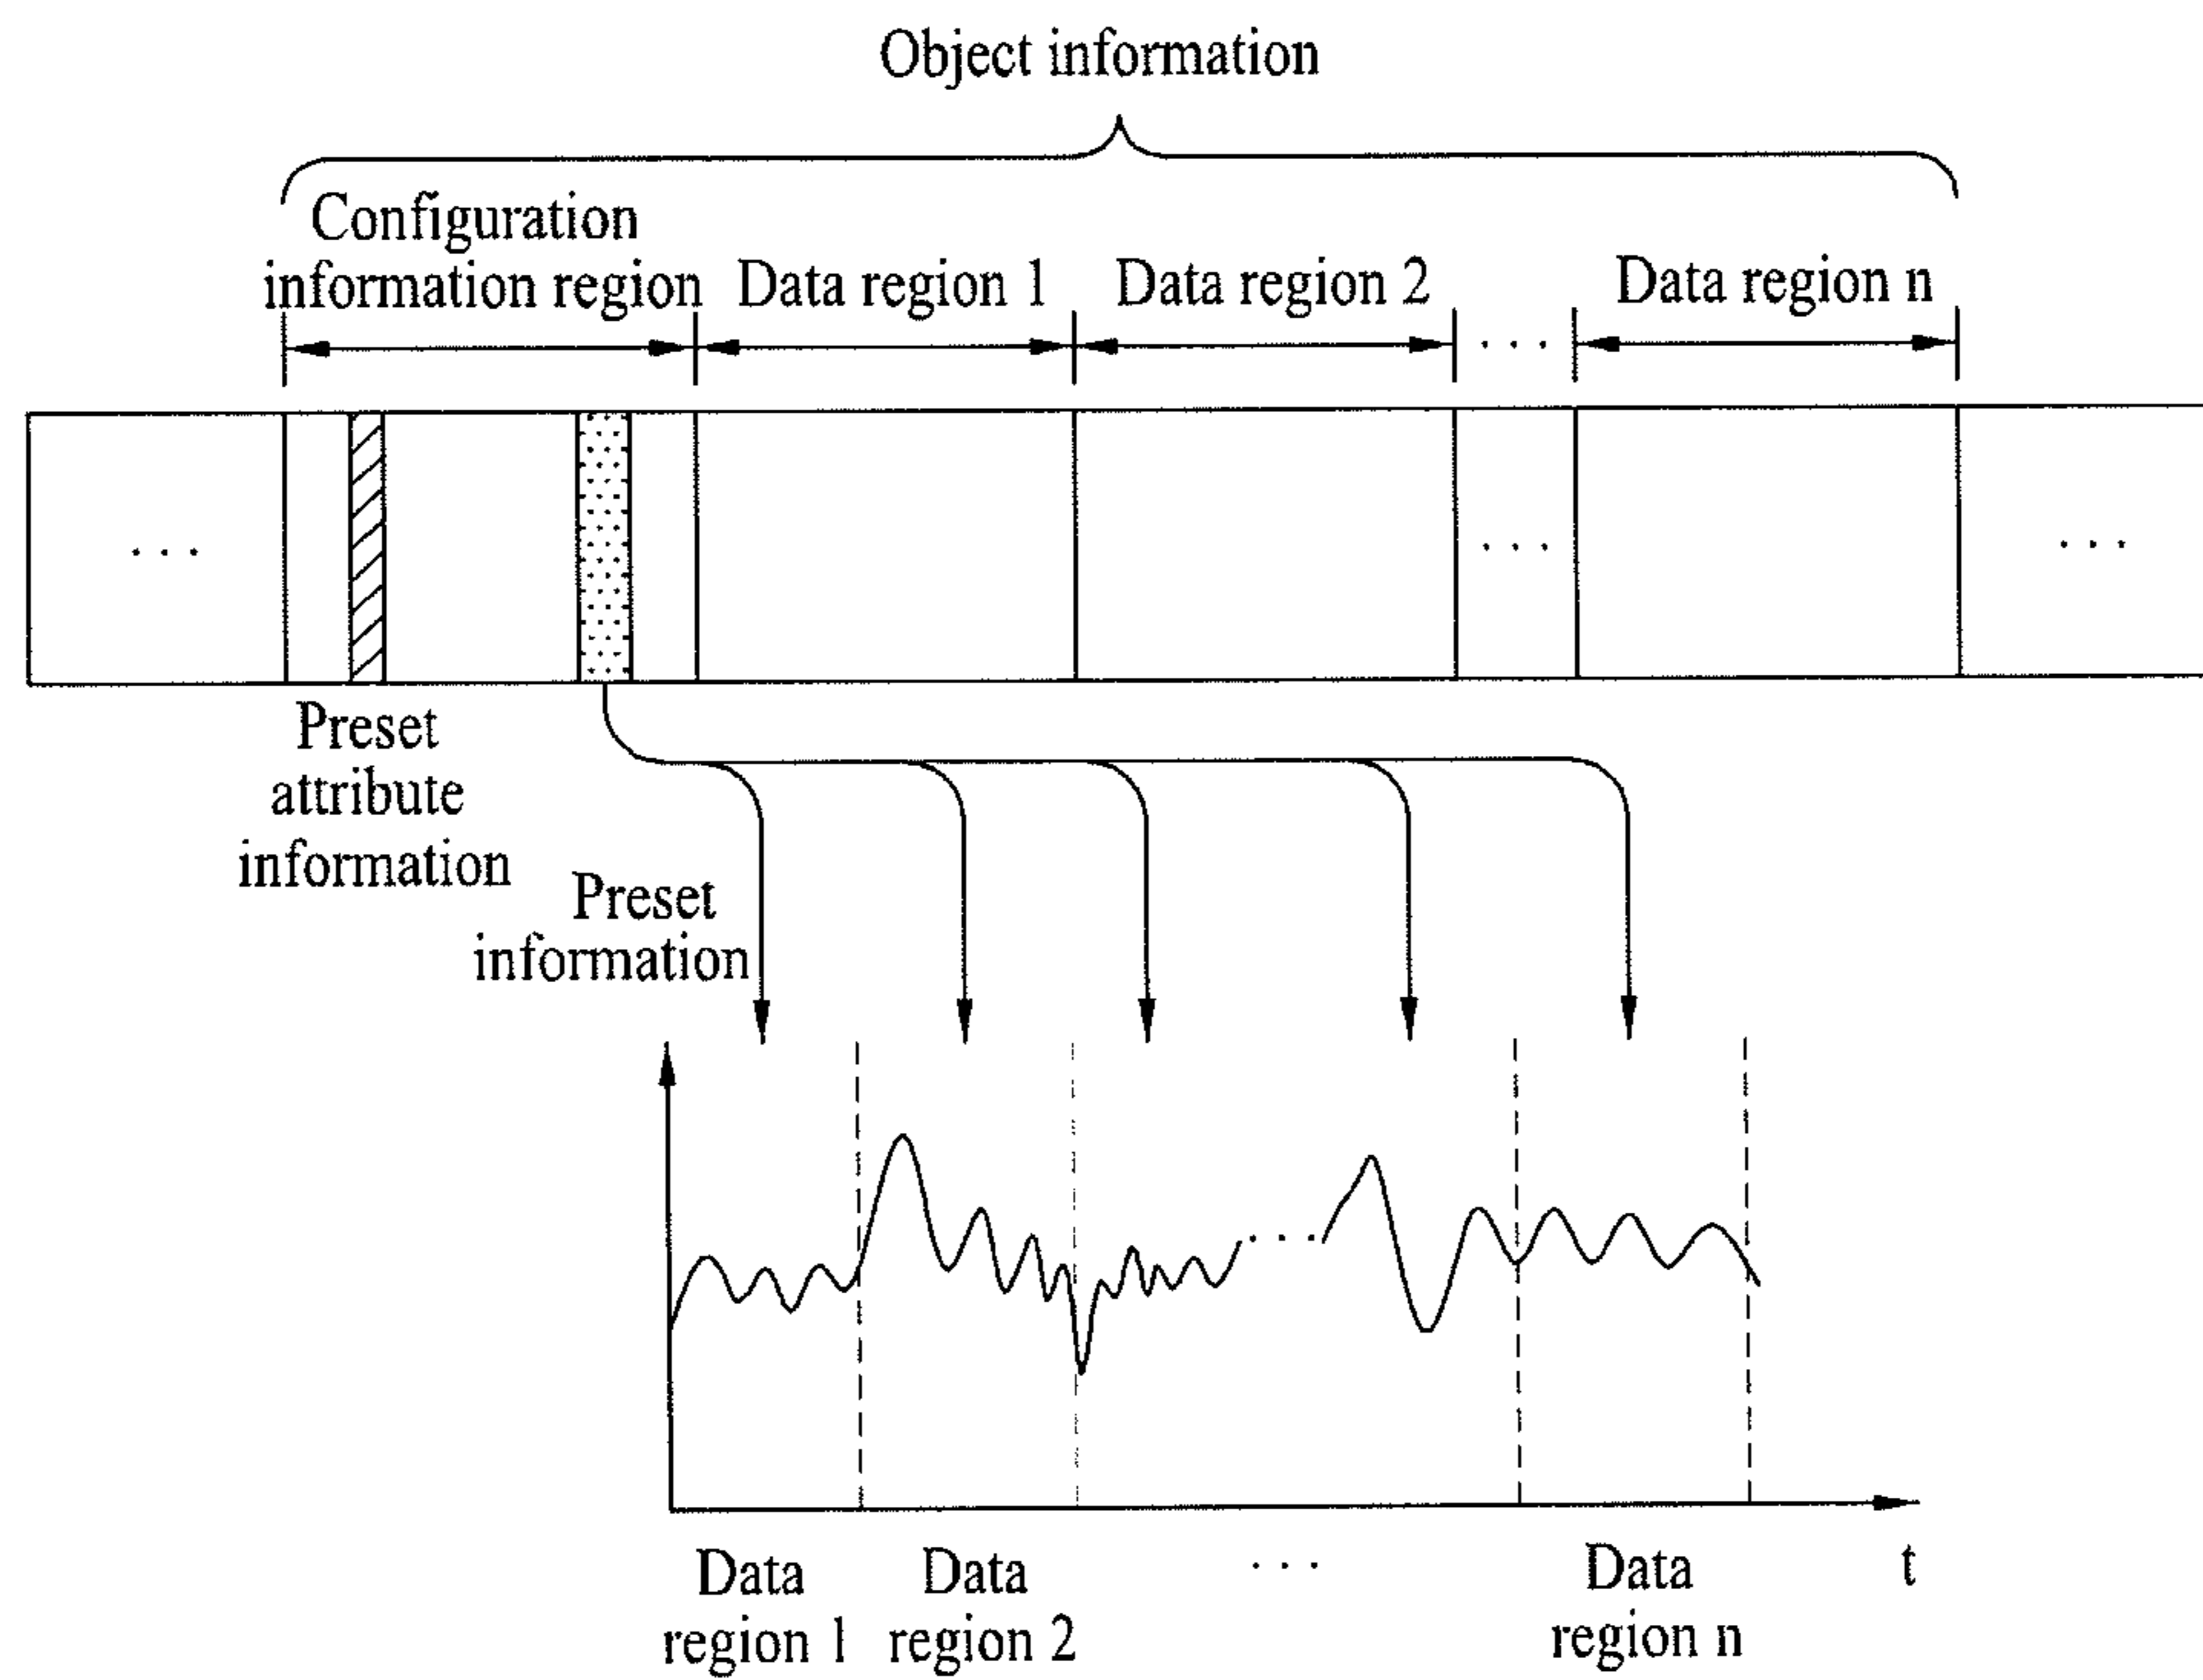 Object information
Configuration
information region
Data region 1
Data region 2
. . .
Data region n
. . .
. . .
. . .
Preset
attribute
information
Preset
information
. . . .
Data
region 1
Data
region 2
. . .
Data
region n
t